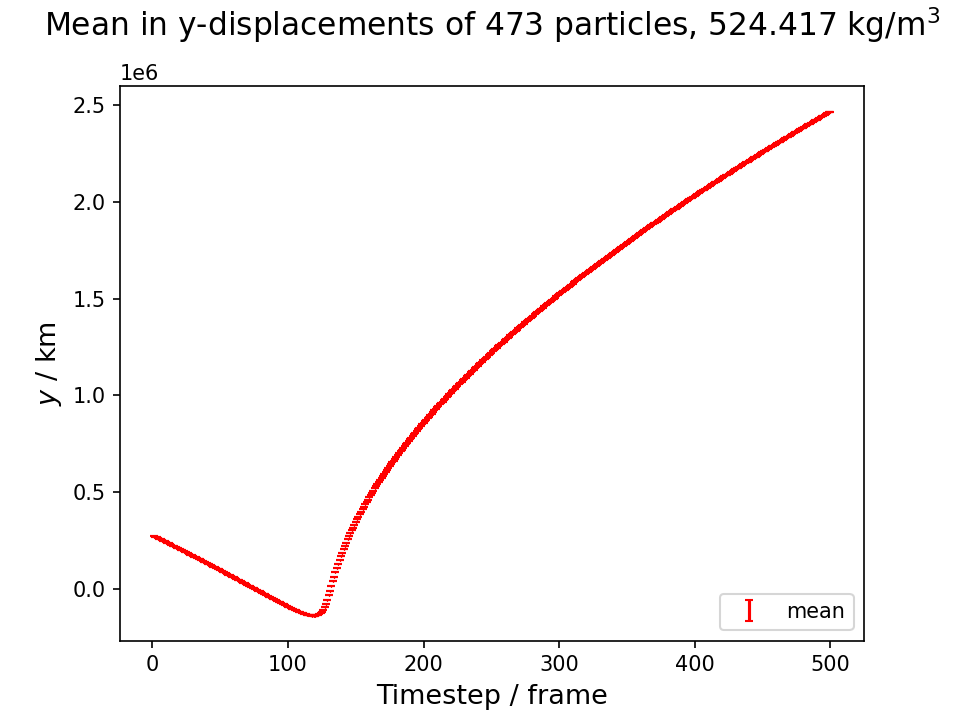 Mean in y-displacements of 473 particles, 524.417 kg/m³
1e6
2.5
2.0
1.5
1.0
0.5
0.0
y / km
0 100 200 300 400 500
Timestep / frame
mean